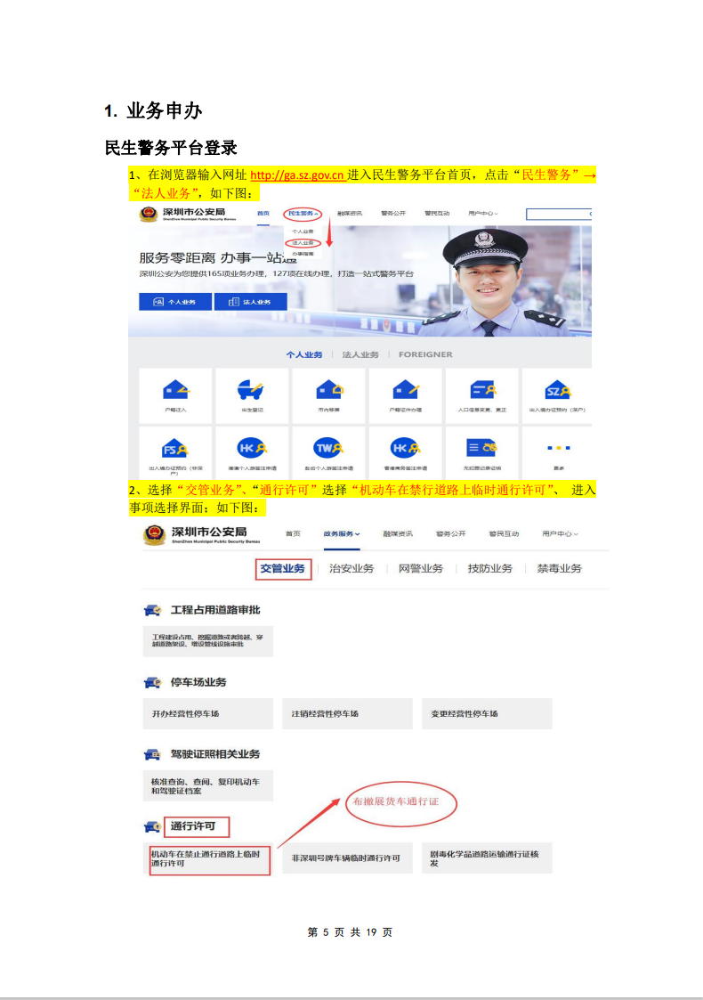 1. 业务申办
民生警务平台登录
1、在浏览器输入网址 http://ga.sz.gov.cn 进入民生警务平台首页，点击“民生警务”→
“法人业务”，如下图：
深圳市公安局 首页 民生警务 融媒资讯 警务公开 警民互动 用户中心
ShenZhen Municipal Public Security Bureau
个人业务
法人业务
办事指南
服务零距离 办事一站通
深圳公安为您提供165项业务办理，127项在线办理，打造一站式警务平台
个人业务 法人业务
个人业务 法人业务 FOREIGNER
SZ
户籍迁入 出生登记 市内移居 户籍证件办理 人口信息变更、更正 出入境办证预约（深户）
FS HK TW HK
出入境办证预约（非深户） 港澳个人游签注申请 赴台个人游签注申请 香港商务签注申请 无犯罪记录证明 更多
2、选择“交管业务”、“通行许可”选择“机动车在禁行道路上临时通行许可”、 进入
事项选择界面；如下图：
深圳市公安局 首页 政务服务 融媒资讯 警务公开 警民互动 用户中心
ShenZhen Municipal Public Security Bureau
交管业务 治安业务 网警业务 技防业务 禁毒业务
工程占用道路审批
工程建设占用、挖掘道路或者跨越、穿
越道路架设、增设管线设施审批
停车场业务
开办经营性停车场 注销经营性停车场 变更经营性停车场
驾驶证照相关业务
核准查询、查阅、复印机动车
和驾驶证档案
布撤展货车通行证
通行许可
机动车在禁止通行道路上临时
通行许可
非深圳号牌车辆临时通行许可
剧毒化学品道路运输通行证核
发
第 5 页 共 19 页